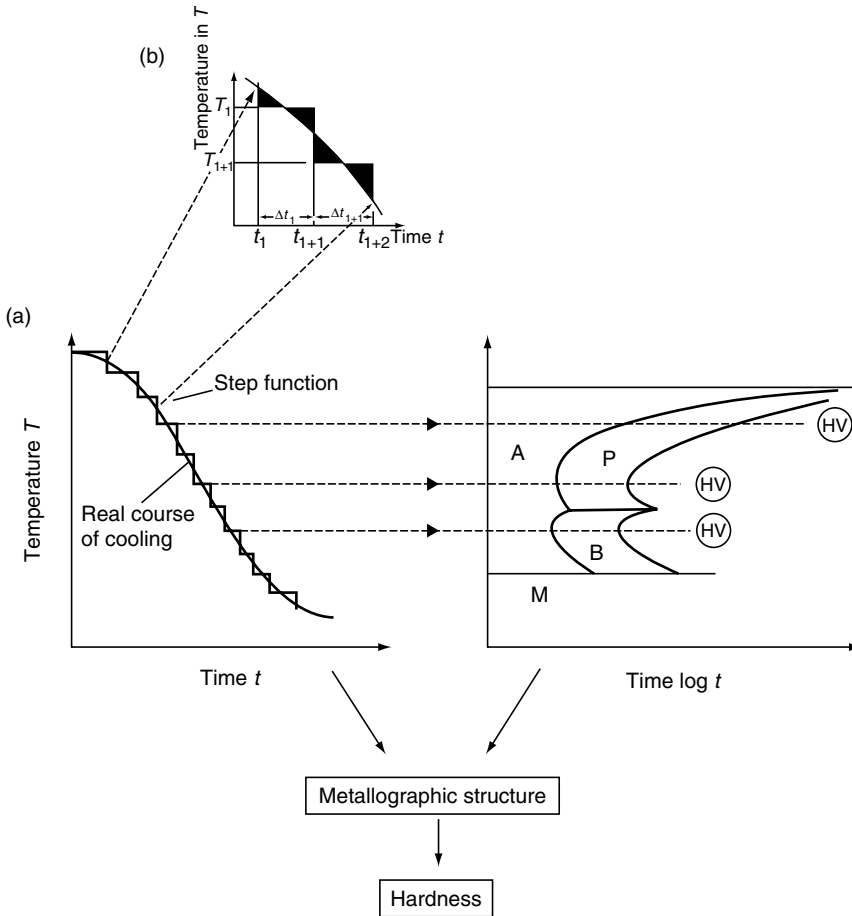 (b)
Temperature in T
T1
T1+1
Δt1
Δt1+1
t1
t1+1
t1+2
Time t
(a)
Temperature T
Step function
Real course
of cooling
Time t
A
P
B
M
HV
HV
HV
Time log t
Metallographic structure
Hardness